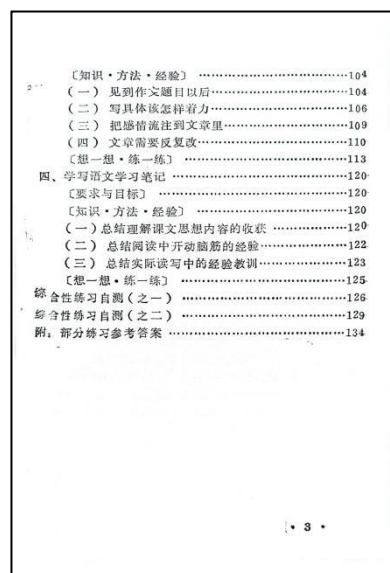 〔知识·方法·经验〕 ………………………………104
(一) 见到作文题目以后 ………………………………104
(二) 写具体该怎样着力 ………………………………106
(三) 把感情流注到文章里 ………………………………109
(四) 文章需要反复改 ………………………………110
〔想一想·练一练〕 ………………………………113
四、学写语文学习笔记 ………………………………120
〔要求与目标〕 ………………………………120
〔知识·方法·经验〕 ………………………………120
(一)总结理解课文思想内容的收获 ………………………………120
(二) 总结阅读中开动脑筋的经验 ………………………………122
(三) 总结实际读写中的经验教训 ………………………………123
〔想一想·练一练〕 ………………………………125
综合性练习自测(之一) ………………………………126
综合性练习自测(之二) ………………………………129
附:部分练习参考答案 ………………………………134
· 3 ·